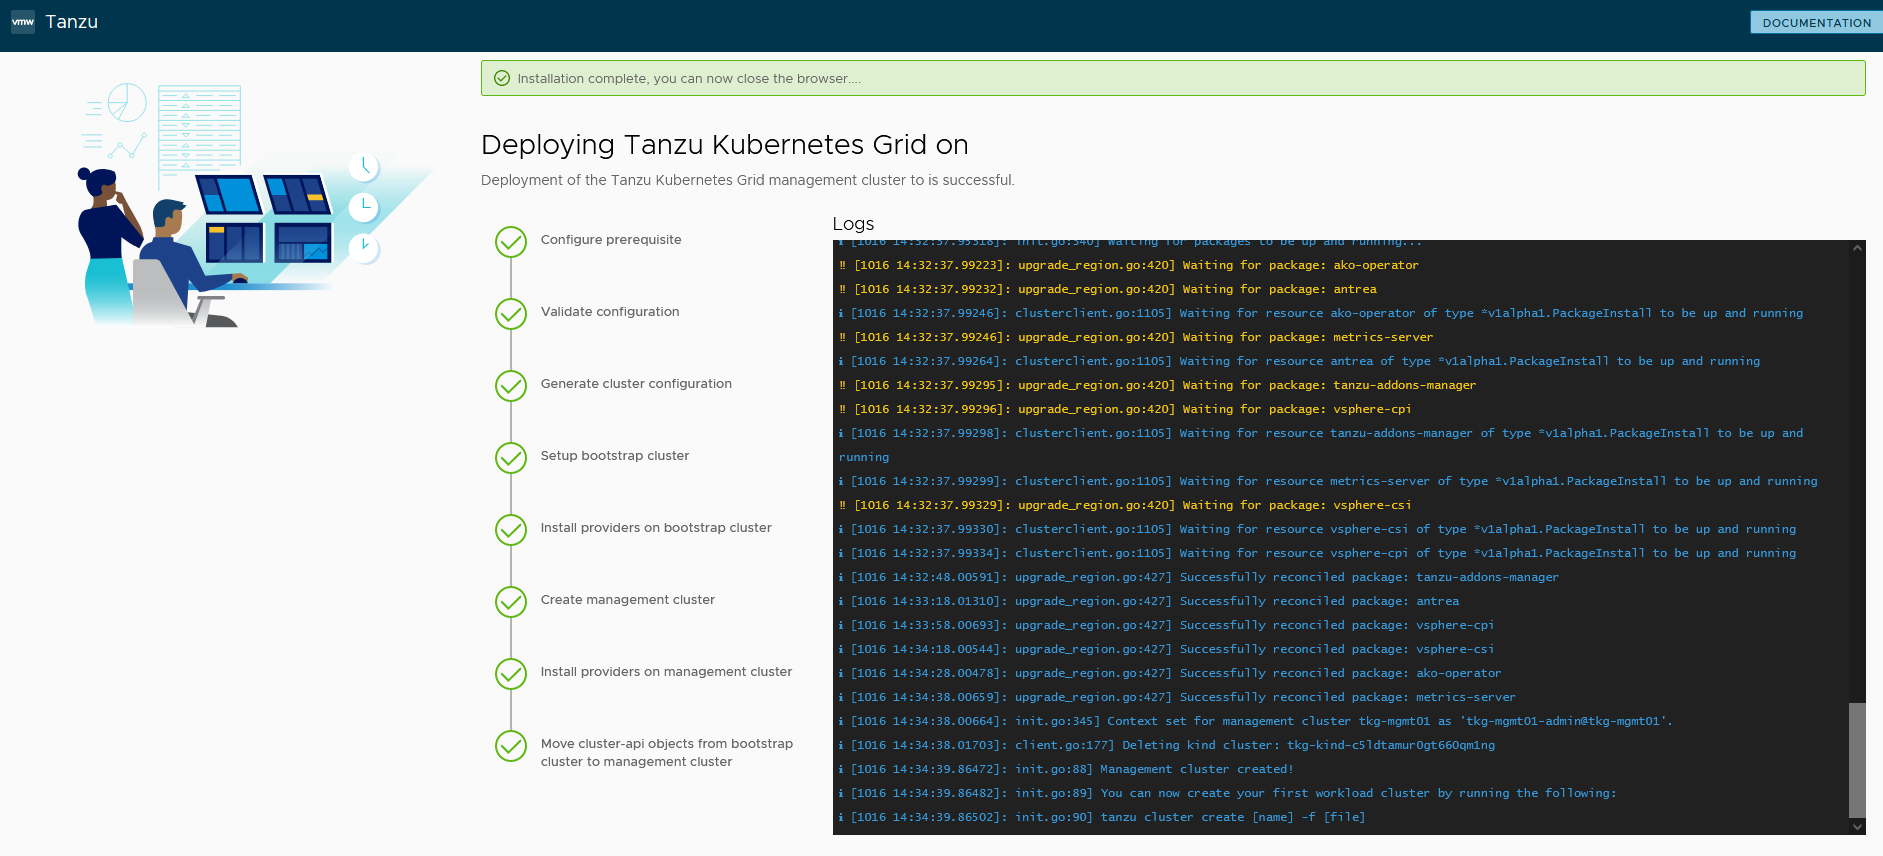 vmw Tanzu
DOCUMENTATION
Installation complete, you can now close the browser....
Deploying Tanzu Kubernetes Grid on
Deployment of the Tanzu Kubernetes Grid management cluster to is successful.
Configure prerequisite
Validate configuration
Generate cluster configuration
Setup bootstrap cluster
Install providers on bootstrap cluster
Create management cluster
Install providers on management cluster
Move cluster-api objects from bootstrap
cluster to management cluster
Logs
ℹ [1016 14:32:37.95318]: init.go:340] Waiting for packages to be up and running...
‼ [1016 14:32:37.99223]: upgrade_region.go:420] Waiting for package: ako-operator
‼ [1016 14:32:37.99232]: upgrade_region.go:420] Waiting for package: antrea
ℹ [1016 14:32:37.99246]: clusterclient.go:1105] Waiting for resource ako-operator of type *v1alpha1.PackageInstall to be up and running
‼ [1016 14:32:37.99246]: upgrade_region.go:420] Waiting for package: metrics-server
ℹ [1016 14:32:37.99264]: clusterclient.go:1105] Waiting for resource antrea of type *v1alpha1.PackageInstall to be up and running
‼ [1016 14:32:37.99295]: upgrade_region.go:420] Waiting for package: tanzu-addons-manager
‼ [1016 14:32:37.99296]: upgrade_region.go:420] Waiting for package: vsphere-cpi
ℹ [1016 14:32:37.99298]: clusterclient.go:1105] Waiting for resource tanzu-addons-manager of type *v1alpha1.PackageInstall to be up and
running
ℹ [1016 14:32:37.99299]: clusterclient.go:1105] Waiting for resource metrics-server of type *v1alpha1.PackageInstall to be up and running
‼ [1016 14:32:37.99329]: upgrade_region.go:420] Waiting for package: vsphere-csi
ℹ [1016 14:32:37.99330]: clusterclient.go:1105] Waiting for resource vsphere-csi of type *v1alpha1.PackageInstall to be up and running
ℹ [1016 14:32:37.99334]: clusterclient.go:1105] Waiting for resource vsphere-cpi of type *v1alpha1.PackageInstall to be up and running
ℹ [1016 14:32:48.00591]: upgrade_region.go:427] Successfully reconciled package: tanzu-addons-manager
ℹ [1016 14:33:18.01310]: upgrade_region.go:427] Successfully reconciled package: antrea
ℹ [1016 14:33:58.00693]: upgrade_region.go:427] Successfully reconciled package: vsphere-cpi
ℹ [1016 14:34:18.00544]: upgrade_region.go:427] Successfully reconciled package: vsphere-csi
ℹ [1016 14:34:28.00478]: upgrade_region.go:427] Successfully reconciled package: ako-operator
ℹ [1016 14:34:38.00659]: upgrade_region.go:427] Successfully reconciled package: metrics-server
ℹ [1016 14:34:38.00664]: init.go:345] Context set for management cluster tkg-mgmt01 as 'tkg-mgmt01-admin@tkg-mgmt01'.
ℹ [1016 14:34:38.01703]: client.go:177] Deleting kind cluster: tkg-kind-c5ldtamur0gt660qm1ng
ℹ [1016 14:34:39.86472]: init.go:88] Management cluster created!
ℹ [1016 14:34:39.86482]: init.go:89] You can now create your first workload cluster by running the following:
ℹ [1016 14:34:39.86502]: init.go:90] tanzu cluster create [name] -f [file]